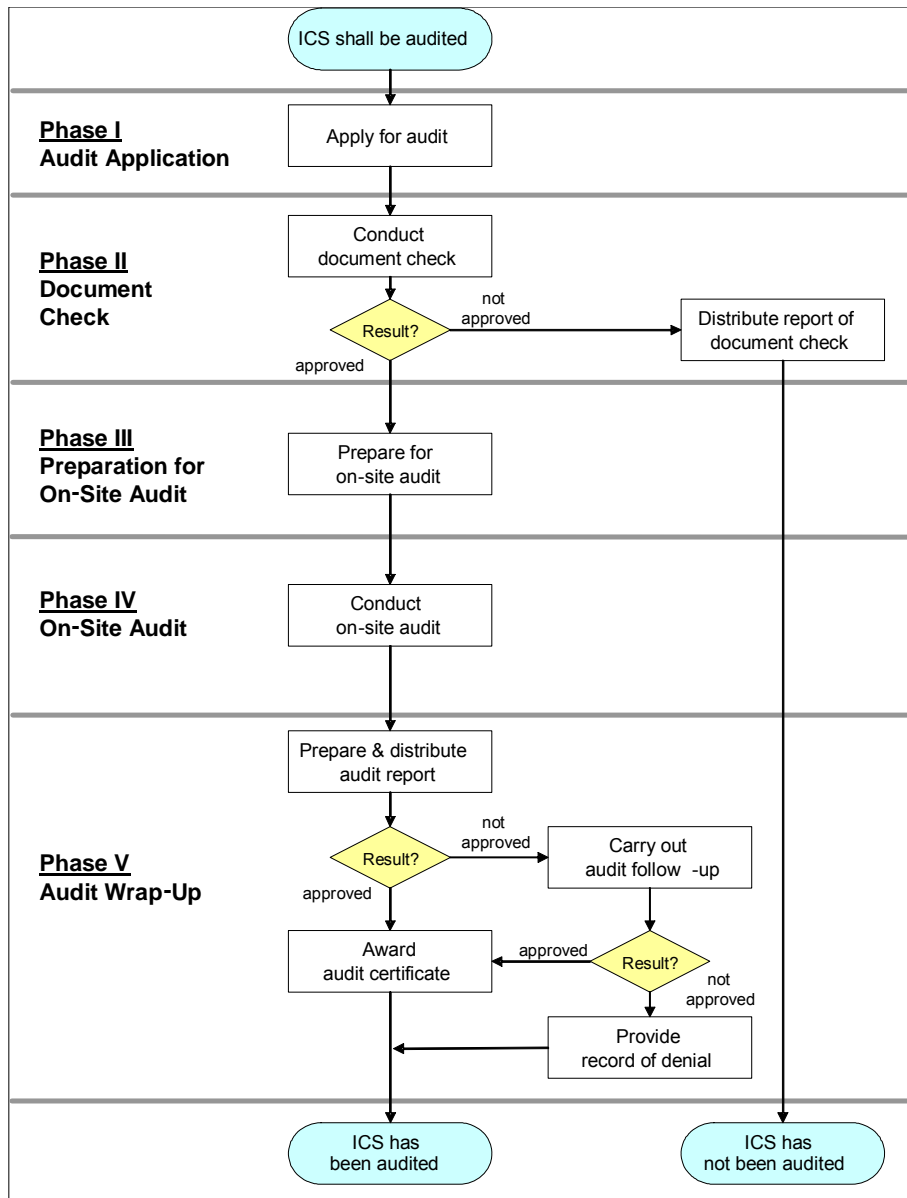 ICS shall be audited
Phase I
Audit Application
Apply for audit
Phase II
Document
Check
Conduct
document check
Result?
not
approved
approved
Distribute report of
document check
Phase III
Preparation for
On-Site Audit
Prepare for
on-site audit
Phase IV
On-Site Audit
Conduct
on-site audit
Phase V
Audit Wrap-Up
Prepare & distribute
audit report
Result?
not
approved
approved
Carry out
audit follow -up
Award
audit certificate
approved
Result?
not
approved
Provide
record of denial
ICS has
been audited
ICS has
not been audited